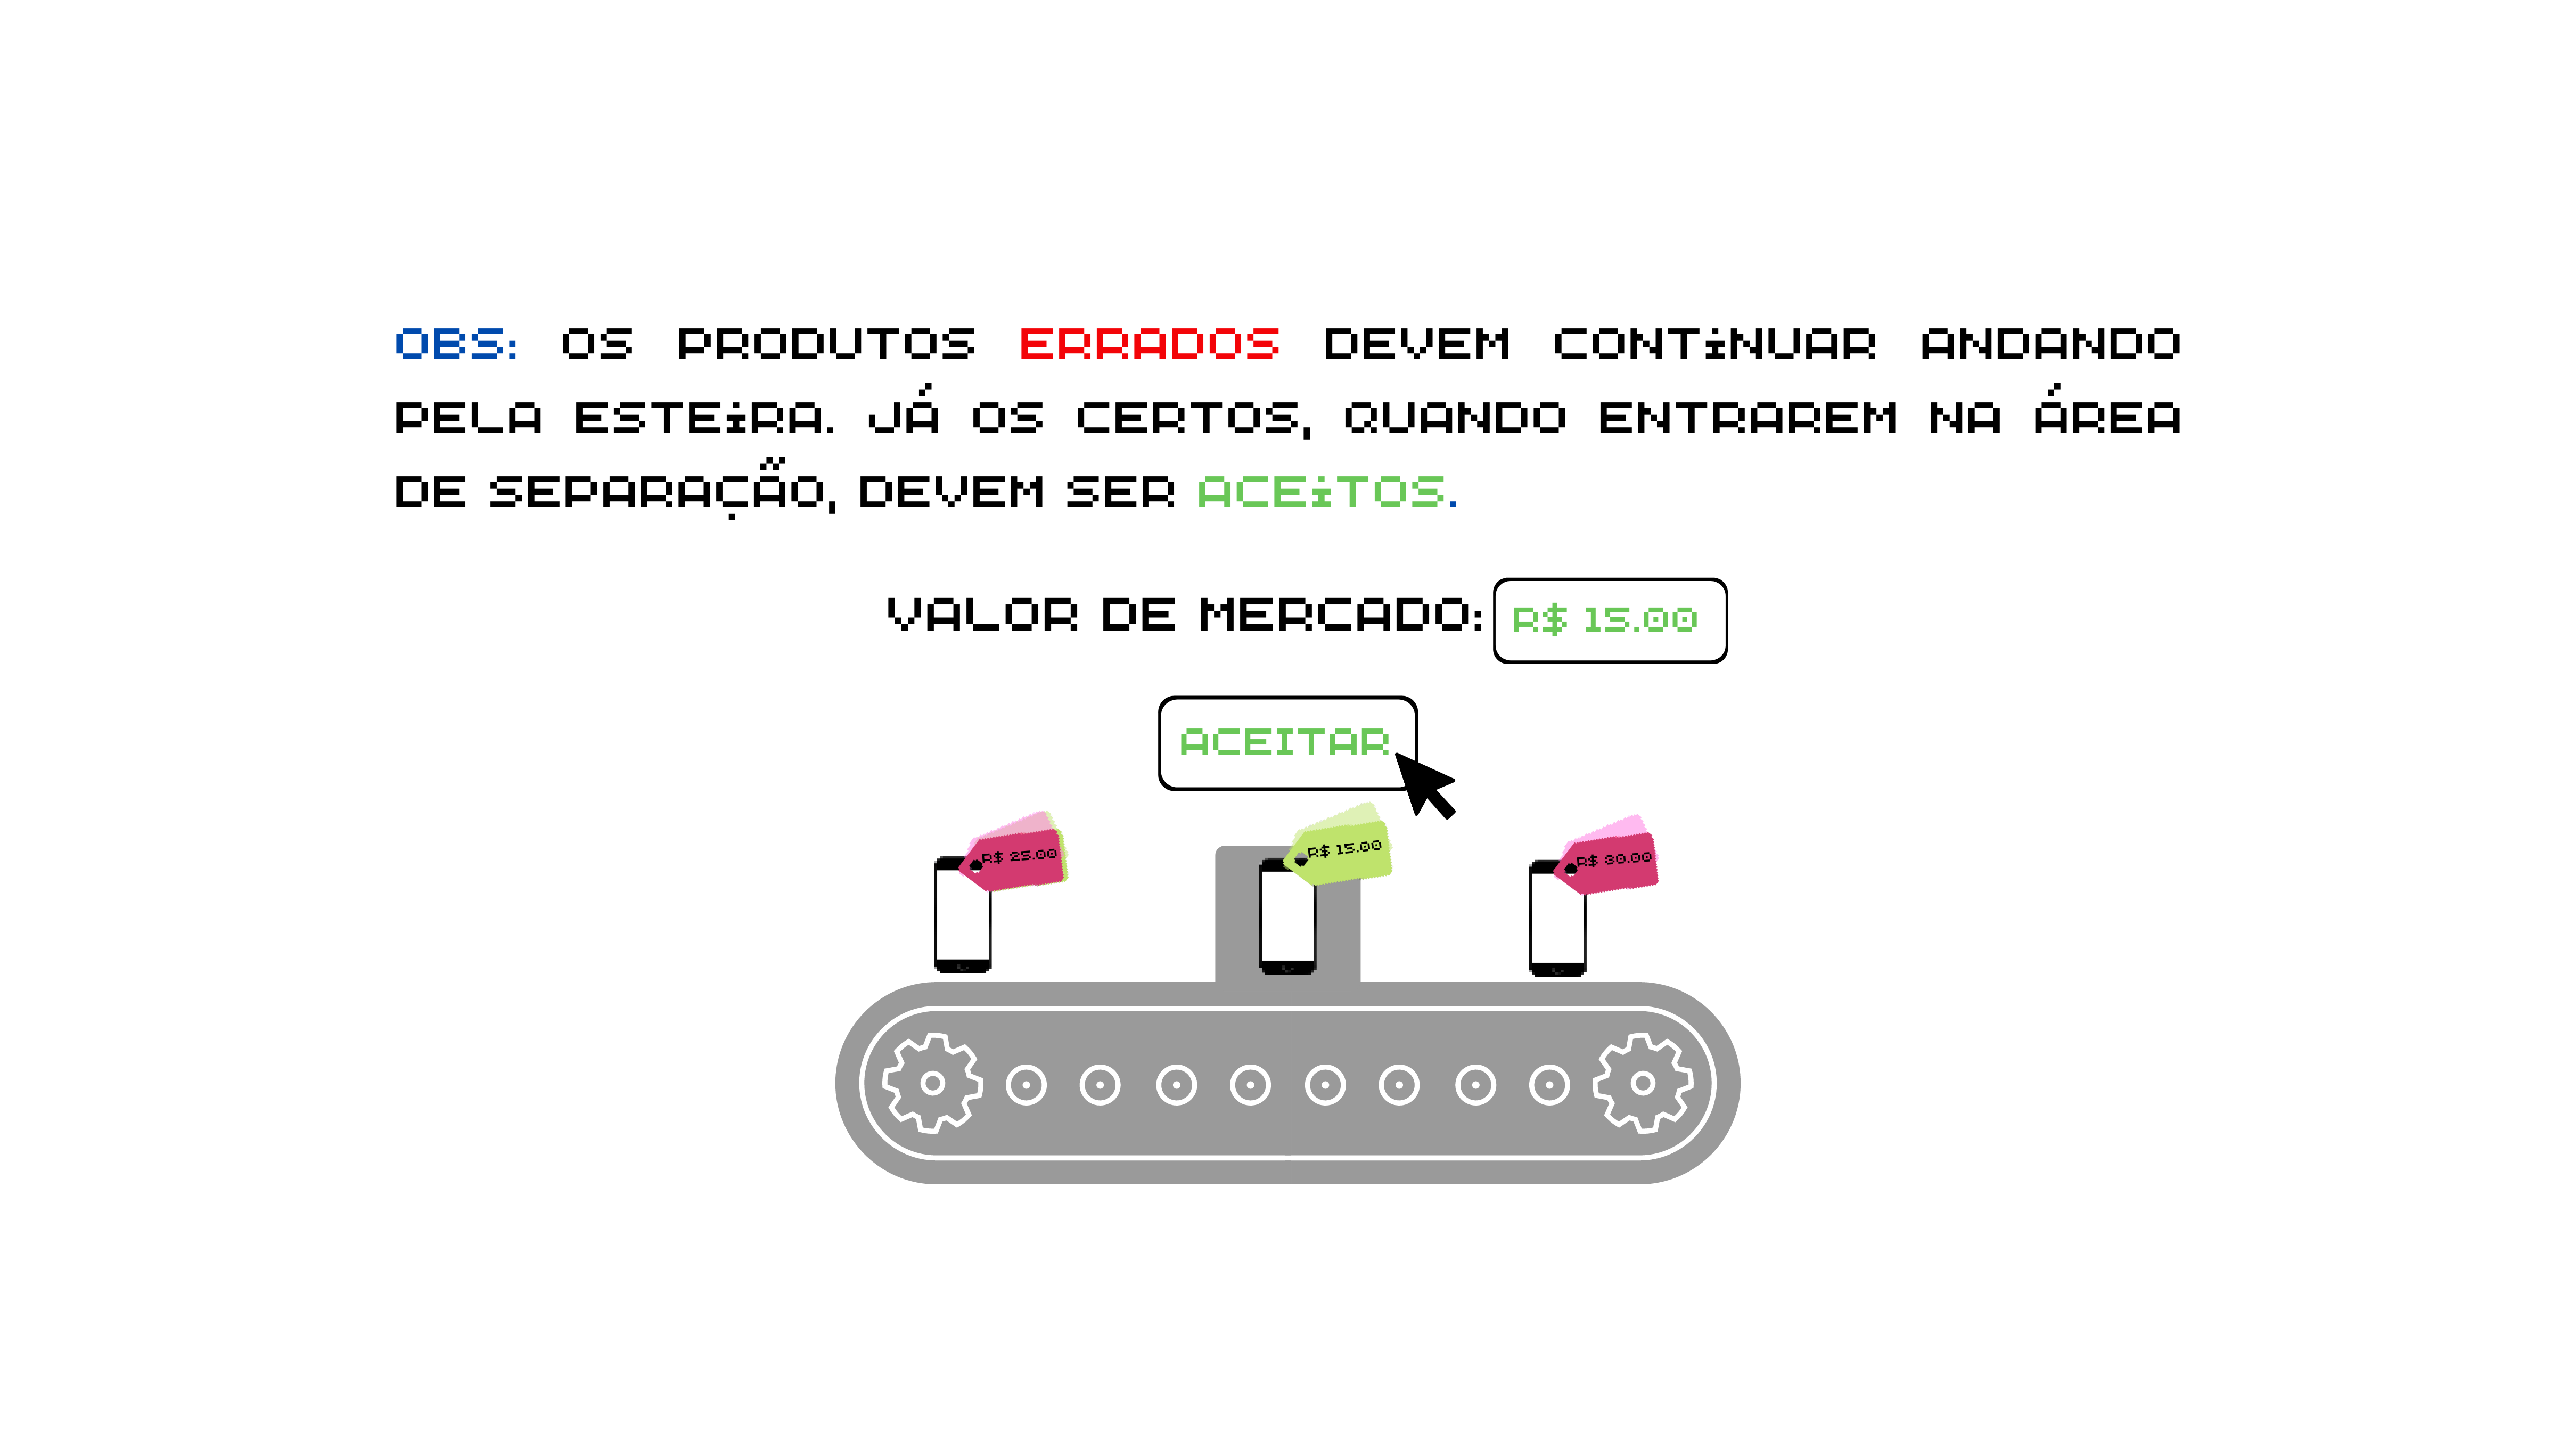 OBS: OS PRODUTOS ERRADOS DEVEM CONTiNUAR ANDANDO
PELA ESTEiRA. JÁ OS CERTOS, QUANDO ENTRAREM NA ÁREA
DE SEPARAÇÃO, DEVEM SER ACEiTOS.
VALOR DE MERCADO: R$ 15.00
ACEITAR
R$ 25.00
R$ 15.00
R$ 30.00